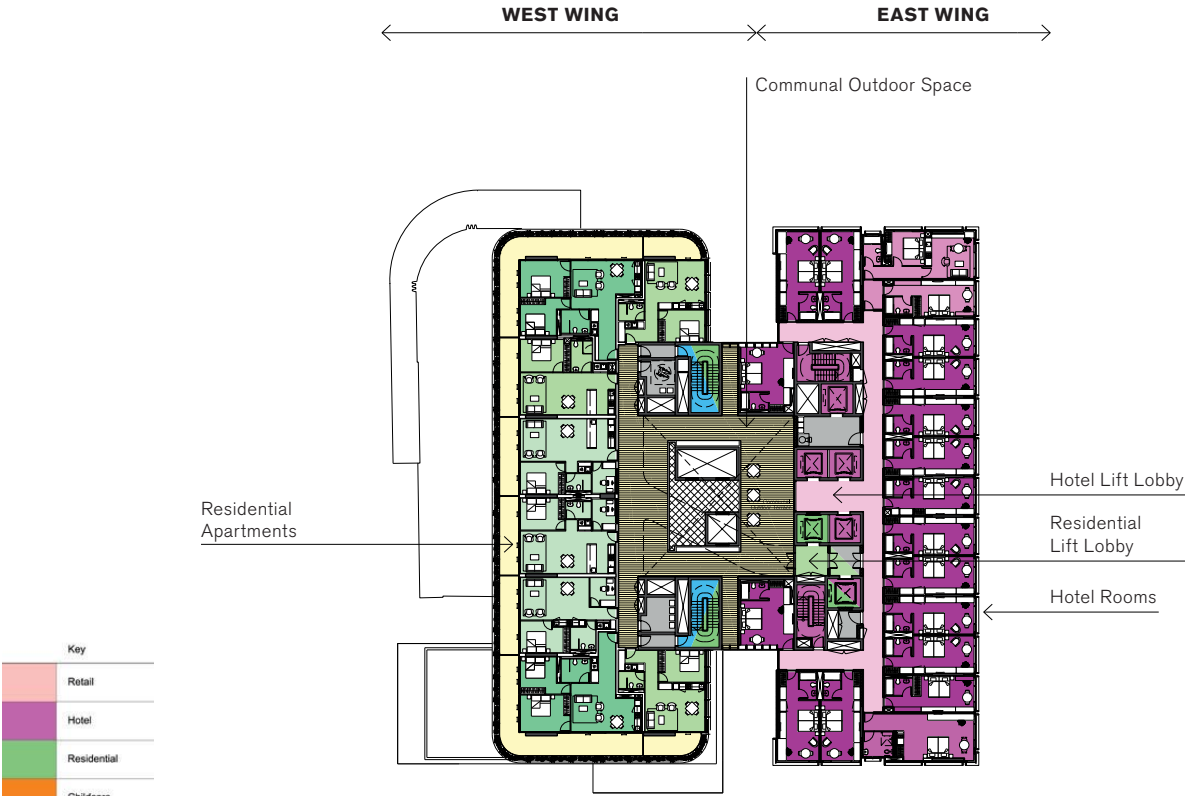 WEST WING
EAST WING
Communal Outdoor Space
Hotel Lift Lobby
Residential
Apartments
Residential
Lift Lobby
Hotel Rooms
Key
Retail
Hotel
Residential
Childcare